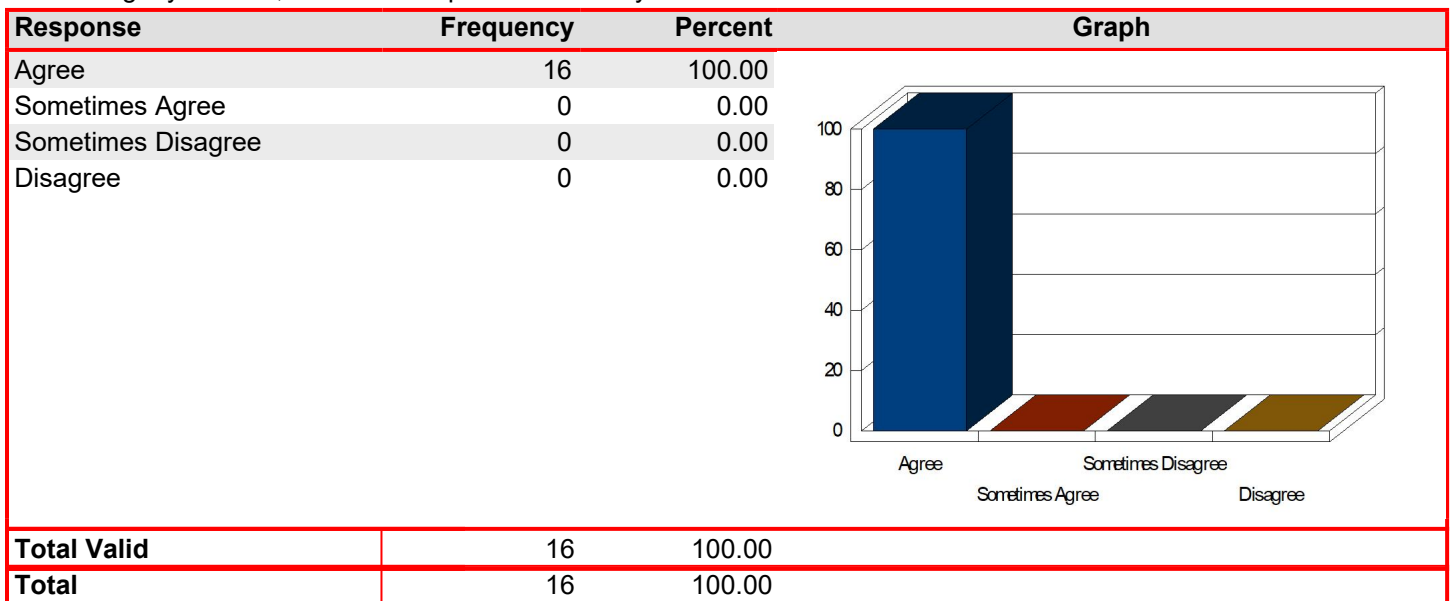 Response Frequency Percent Graph
Agree 16 100.00
Sometimes Agree 0 0.00
Sometimes Disagree 0 0.00
Disagree 0 0.00
100
80
60
40
20
0
Agree Sometimes Disagree
Sometimes Agree Disagree
Total Valid 16 100.00
Total 16 100.00